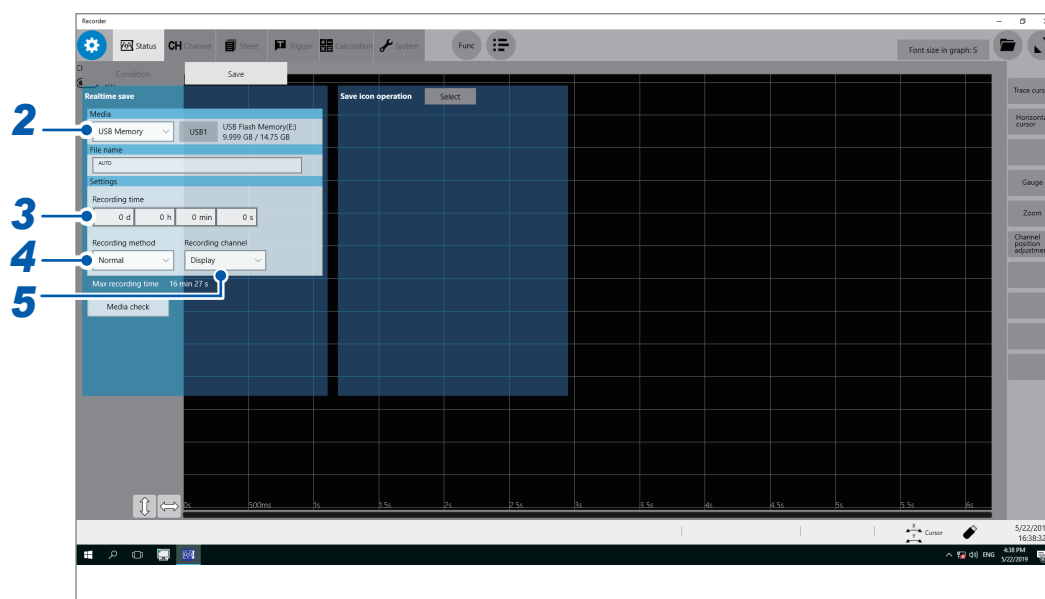 Recorder
Status CH Channel Sheet Trigger Calculation System Func Font size in graph: S
Condition Save
Realtime save Save icon operation Select
Trace curs
Media
2 USB Memory USB1 USB Flash Memory(E:)
9.999 GB / 14.75 GB
Horizonta
cursor
File name
AUTO
Settings
Gauge
Recording time
3 0 d 0 h 0 min 0 s
Zoom
Recording method Recording channel
4 Normal Display
Channel
position
adjustmen
Max recording time 16 min 27 s
5
Media check
0s 500ms 1s 1.5s 2s 2.5s 3s 3.5s 4s 4.5s 5s 5.5s 6s
X
Y
Cursor
5/22/201
16:38:32
ENG
4:38 PM
5/22/2019